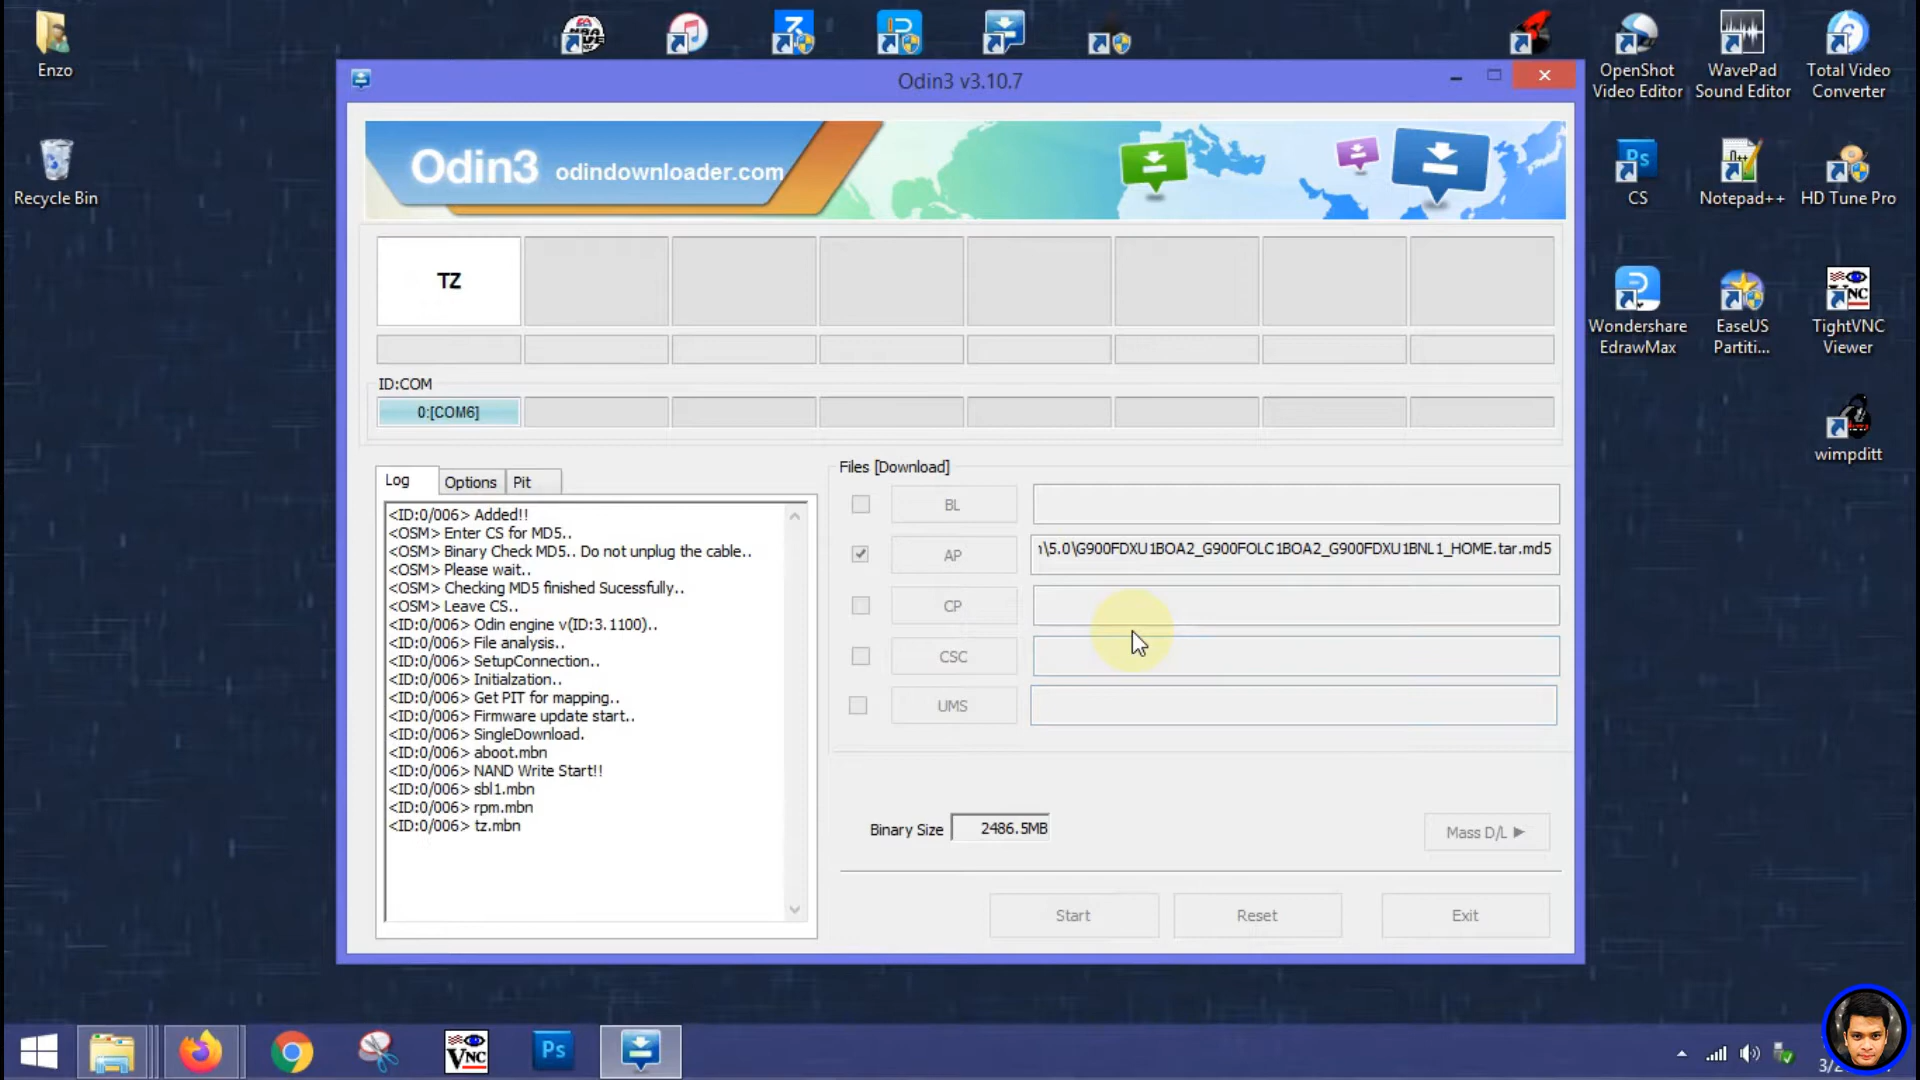 Enzo
Recycle Bin
OpenShot
Video Editor
WavePad
Sound Editor
Total Video
Converter
Ps
CS
Notepad++
HD Tune Pro
Wondershare
EdrawMax
EaseUS
Partiti...
VNC
TightVNC
Viewer
wimpditt
Odin3 v3.10.7
Odin3 odindownloader.com
TZ
ID:COM
0:[COM6]
Log
Options
Pit
<ID:0/006> Added!!
<OSM> Enter CS for MD5..
<OSM> Binary Check MD5.. Do not unplug the cable..
<OSM> Please wait..
<OSM> Checking MD5 finished Sucessfully..
<OSM> Leave CS..
<ID:0/006> Odin engine v(ID:3.1100)..
<ID:0/006> File analysis..
<ID:0/006> SetupConnection..
<ID:0/006> Initialzation..
<ID:0/006> Get PIT for mapping..
<ID:0/006> Firmware update start..
<ID:0/006> SingleDownload.
<ID:0/006> aboot.mbn
<ID:0/006> NAND Write Start!!
<ID:0/006> sbl1.mbn
<ID:0/006> rpm.mbn
<ID:0/006> tz.mbn
Files [Download]
BL
AP
\5.0\G900FDXU1BOA2_G900FOLC1BOA2_G900FDXU1BNL1_HOME.tar.md5
CP
CSC
UMS
Binary Size 2486.5MB
Mass D/L ▶
Start
Reset
Exit
VNC
Ps